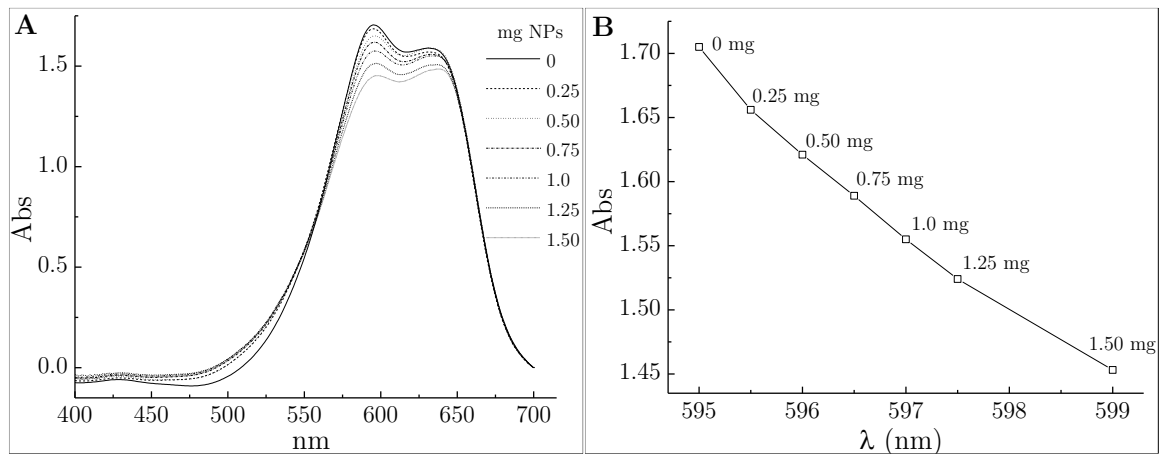 A
mg NPs
0
0.25
0.50
0.75
1.0
1.25
1.50
1.5
1.0
0.5
0.0
Abs
400
450
500
550
600
650
700
nm
B
0 mg
0.25 mg
0.50 mg
0.75 mg
1.0 mg
1.25 mg
1.50 mg
1.70
1.65
1.60
1.55
1.50
1.45
Abs
595
596
597
598
599
λ (nm)